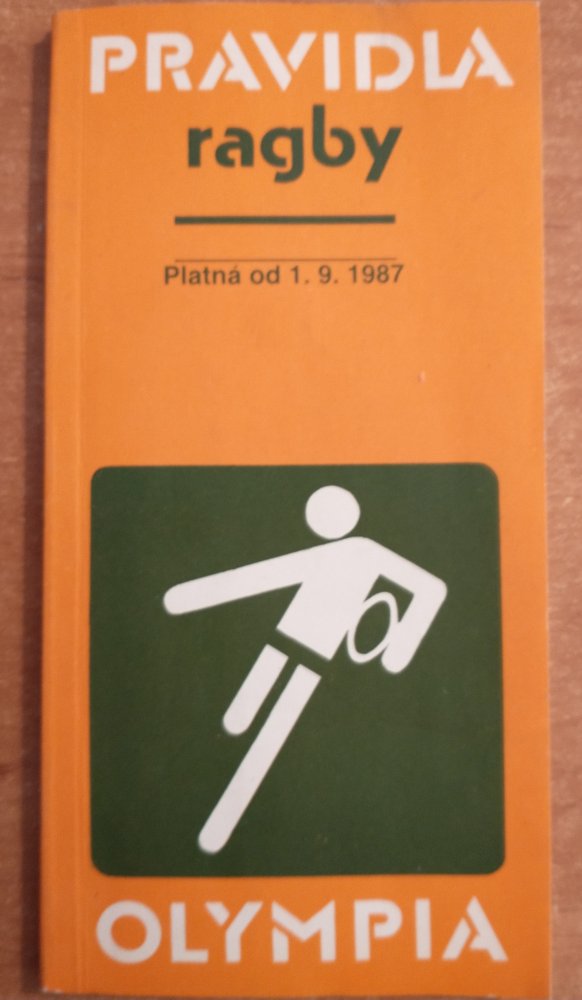 PRAVIDLA
ragby
Platná od 1. 9. 1987
OLYMPIA